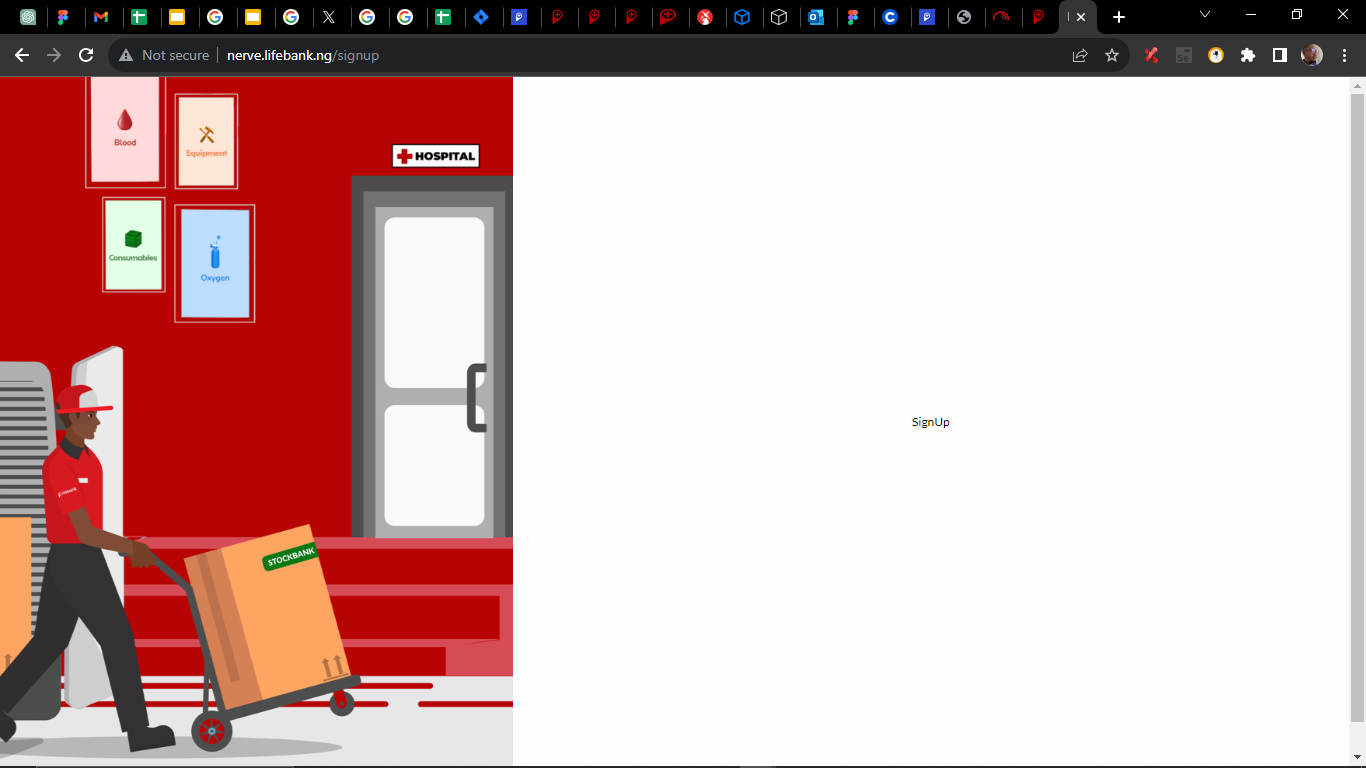 Not secure
nerve.lifebank.ng/signup
Blood
Equipment
HOSPITAL
Consumables
Oxygen
SignUp
STOCKBANK